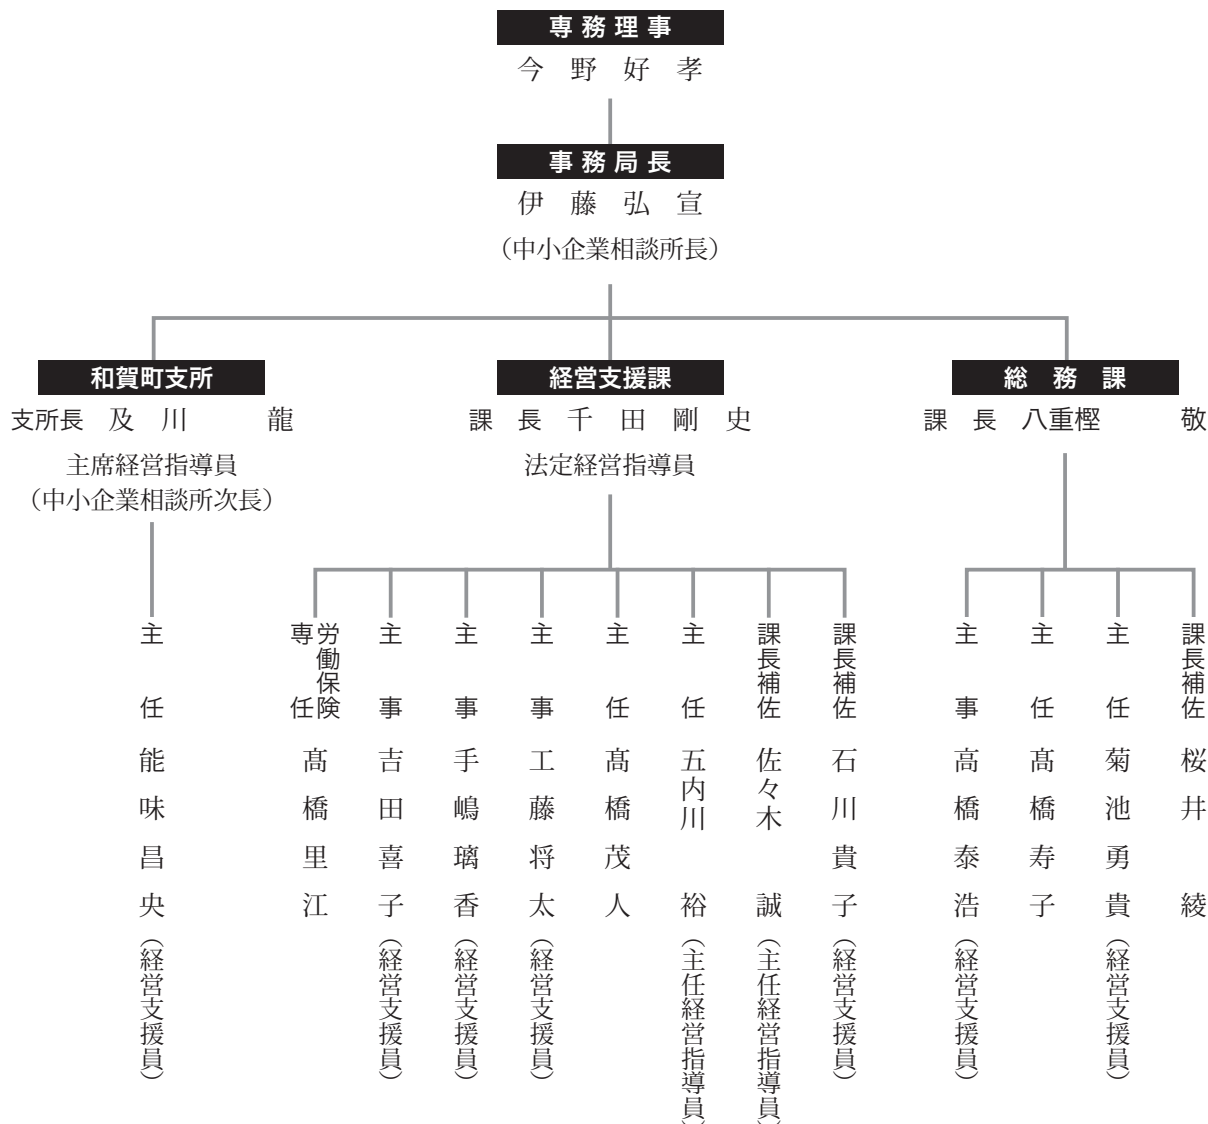 専務理事
今野好孝
事務局長
伊藤弘宣
（中小企業相談所長）
和賀町支所
支所長 及川 龍
主席経営指導員
（中小企業相談所次長）
経営支援課
課長 千田剛史
法定経営指導員
総務課
課長 八重樫 敬
課長補佐 桜井 綾
主任 菊池勇貴（経営支援員）
主任 髙橋寿子
主事 高橋泰浩（経営支援員）
課長補佐 石川貴子（経営支援員）
課長補佐 佐々木 誠（主任経営指導員）
主任 五内川 裕（主任経営指導員）
主任 髙橋茂人
主事 工藤将太（経営支援員）
主事 手嶋璃香（経営支援員）
主事 吉田喜子（経営支援員）
労働保険
専任 髙橋里江
主任 能味昌央（経営支援員）